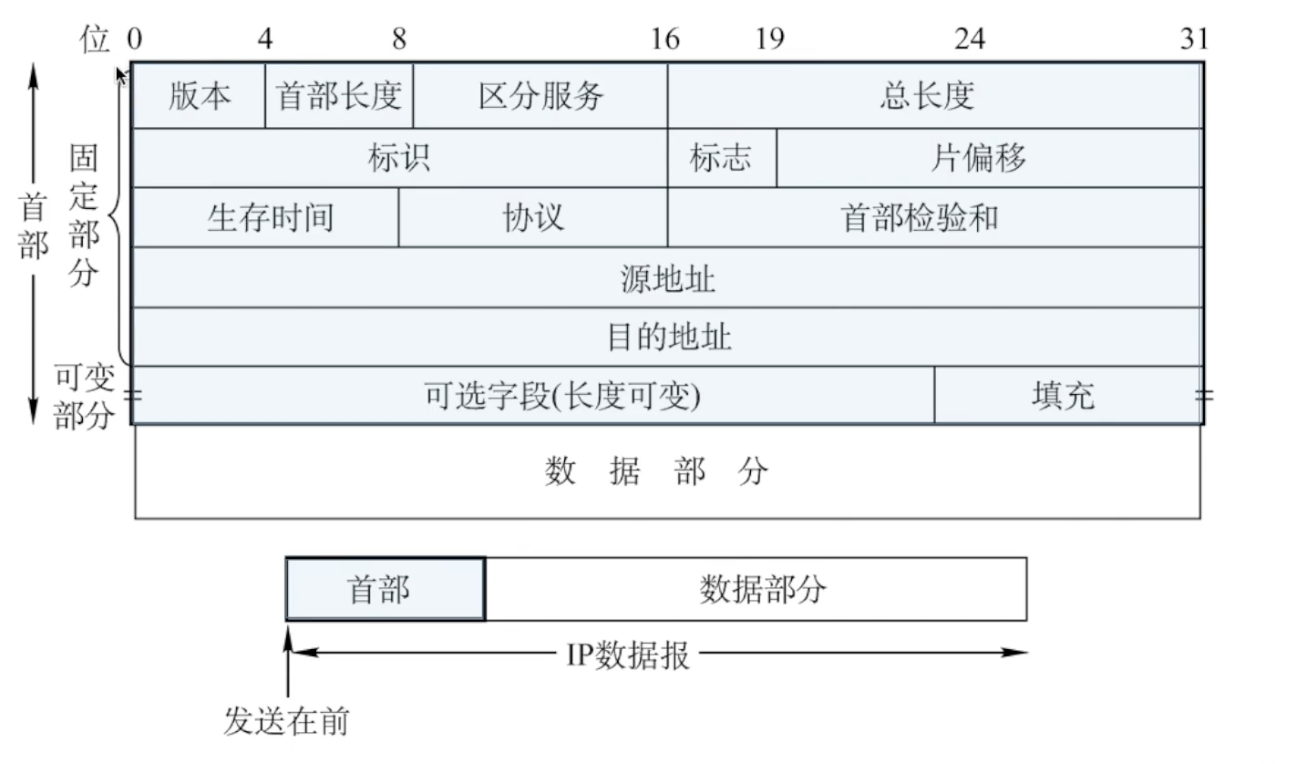 位 0 4 8 16 19 24 31
版本 首部长度 区分服务 总长度
标识 标志 片偏移
生存时间 协议 首部检验和
源地址
目的地址
可选字段(长度可变) 填充
首部
固定部分
可变
部分
数据部分
首部 数据部分
IP数据报
发送在前